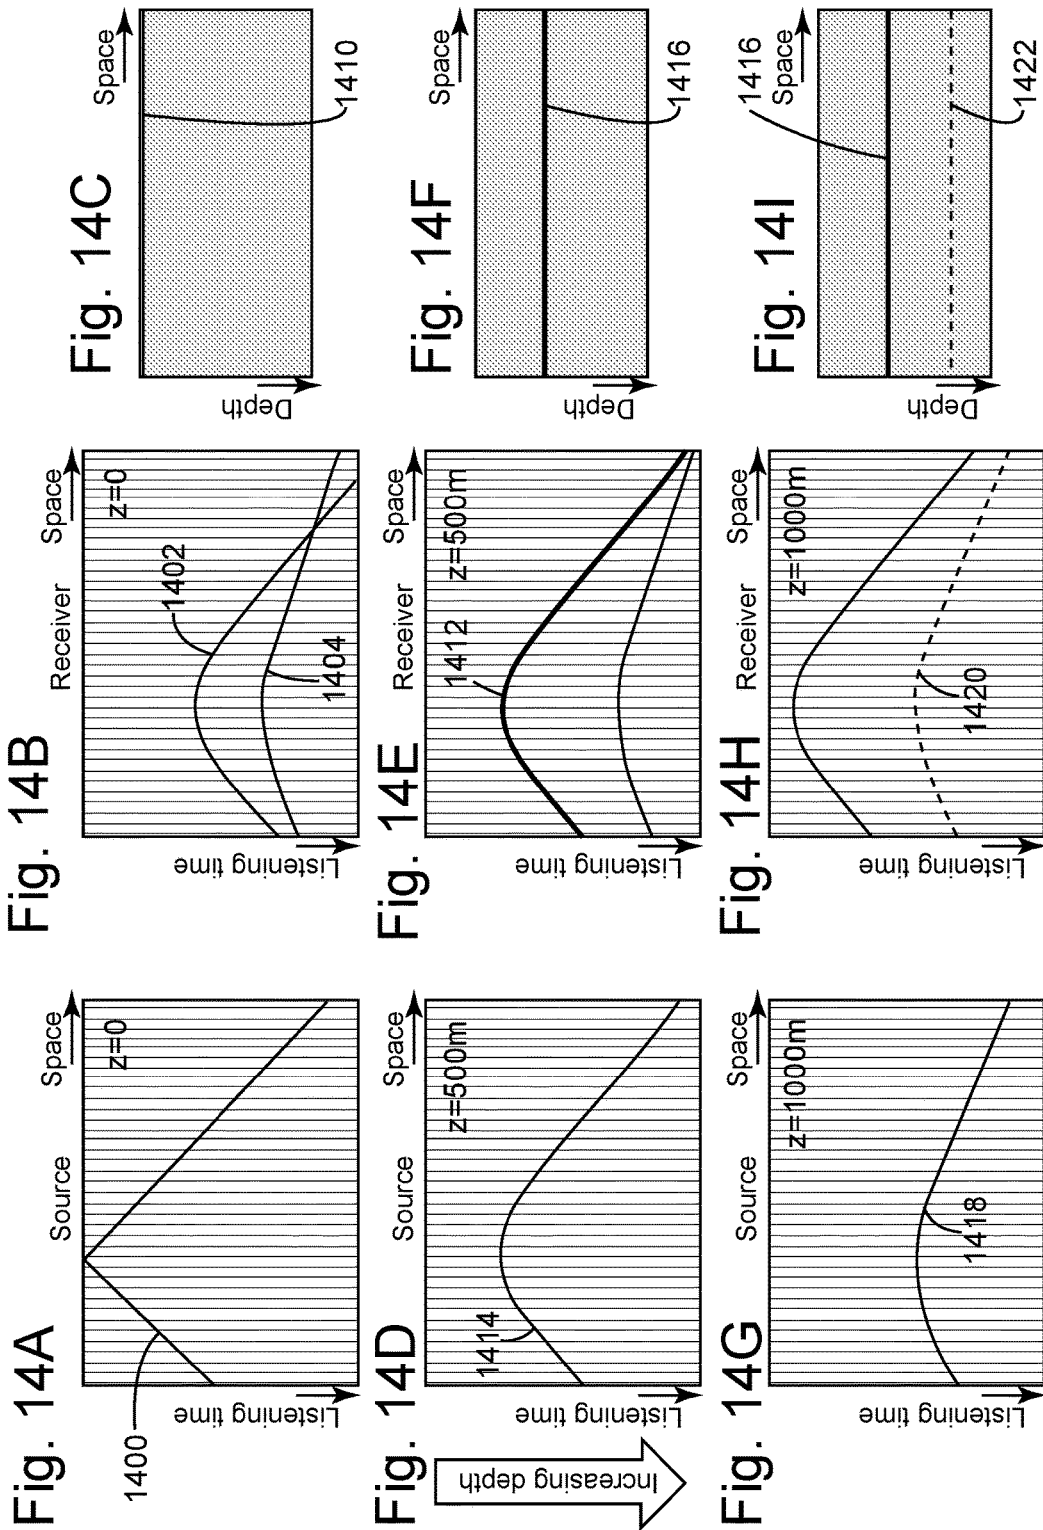 Fig. 14A
Source
Space
z=0
Listening time
1400
Fig. 14B
Receiver
Space
z=0
Listening time
1402
1404
Fig. 14C
Space
Depth
1410
Increasing depth
Fig. 14D
Source
Space
z=500m
Listening time
1414
Fig. 14E
Receiver
Space
z=500m
Listening time
1412
Fig. 14F
Space
Depth
1416
Fig. 14G
Source
Space
z=1000m
Listening time
1418
Fig. 14H
Receiver
Space
z=1000m
Listening time
1420
Fig. 14I
1416
Space
Depth
1422